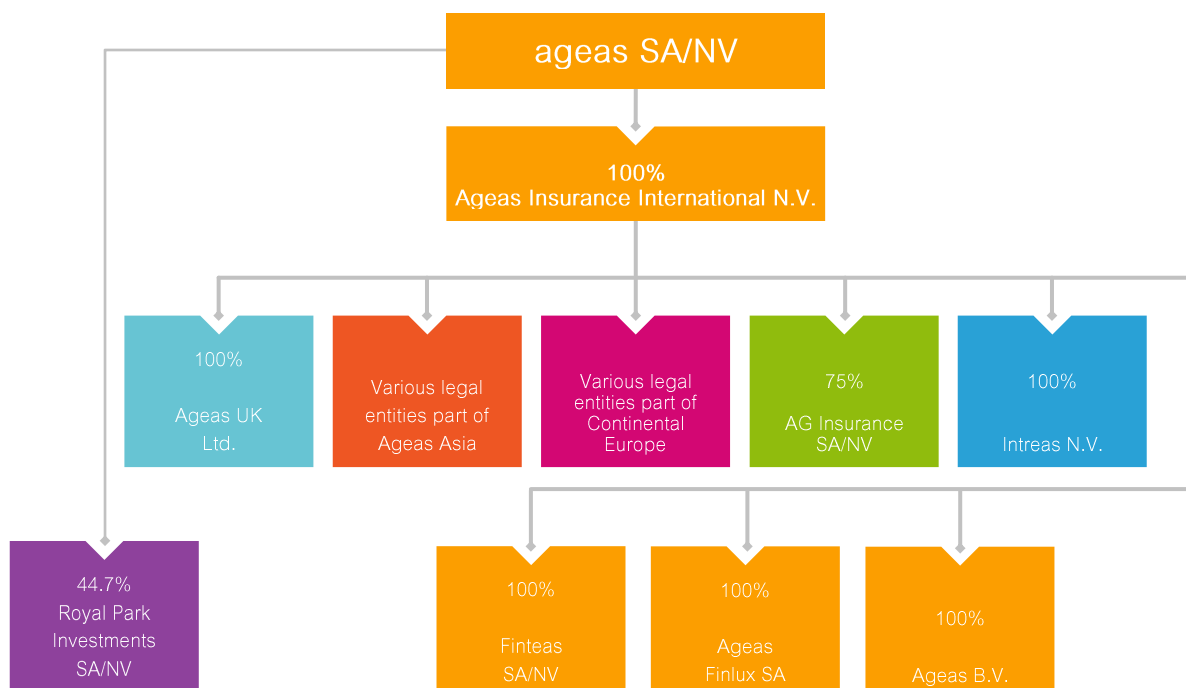 ageas SA/NV
100%
Ageas Insurance International N.V.
100%
Ageas UK
Ltd.
Various legal
entities part of
Ageas Asia
Various legal
entities part of
Continental
Europe
75%
AG Insurance
SA/NV
100%
Intreas N.V.
44.7%
Royal Park
Investments
SA/NV
100%
Finteas
SA/NV
100%
Ageas
Finlux SA
100%
Ageas B.V.